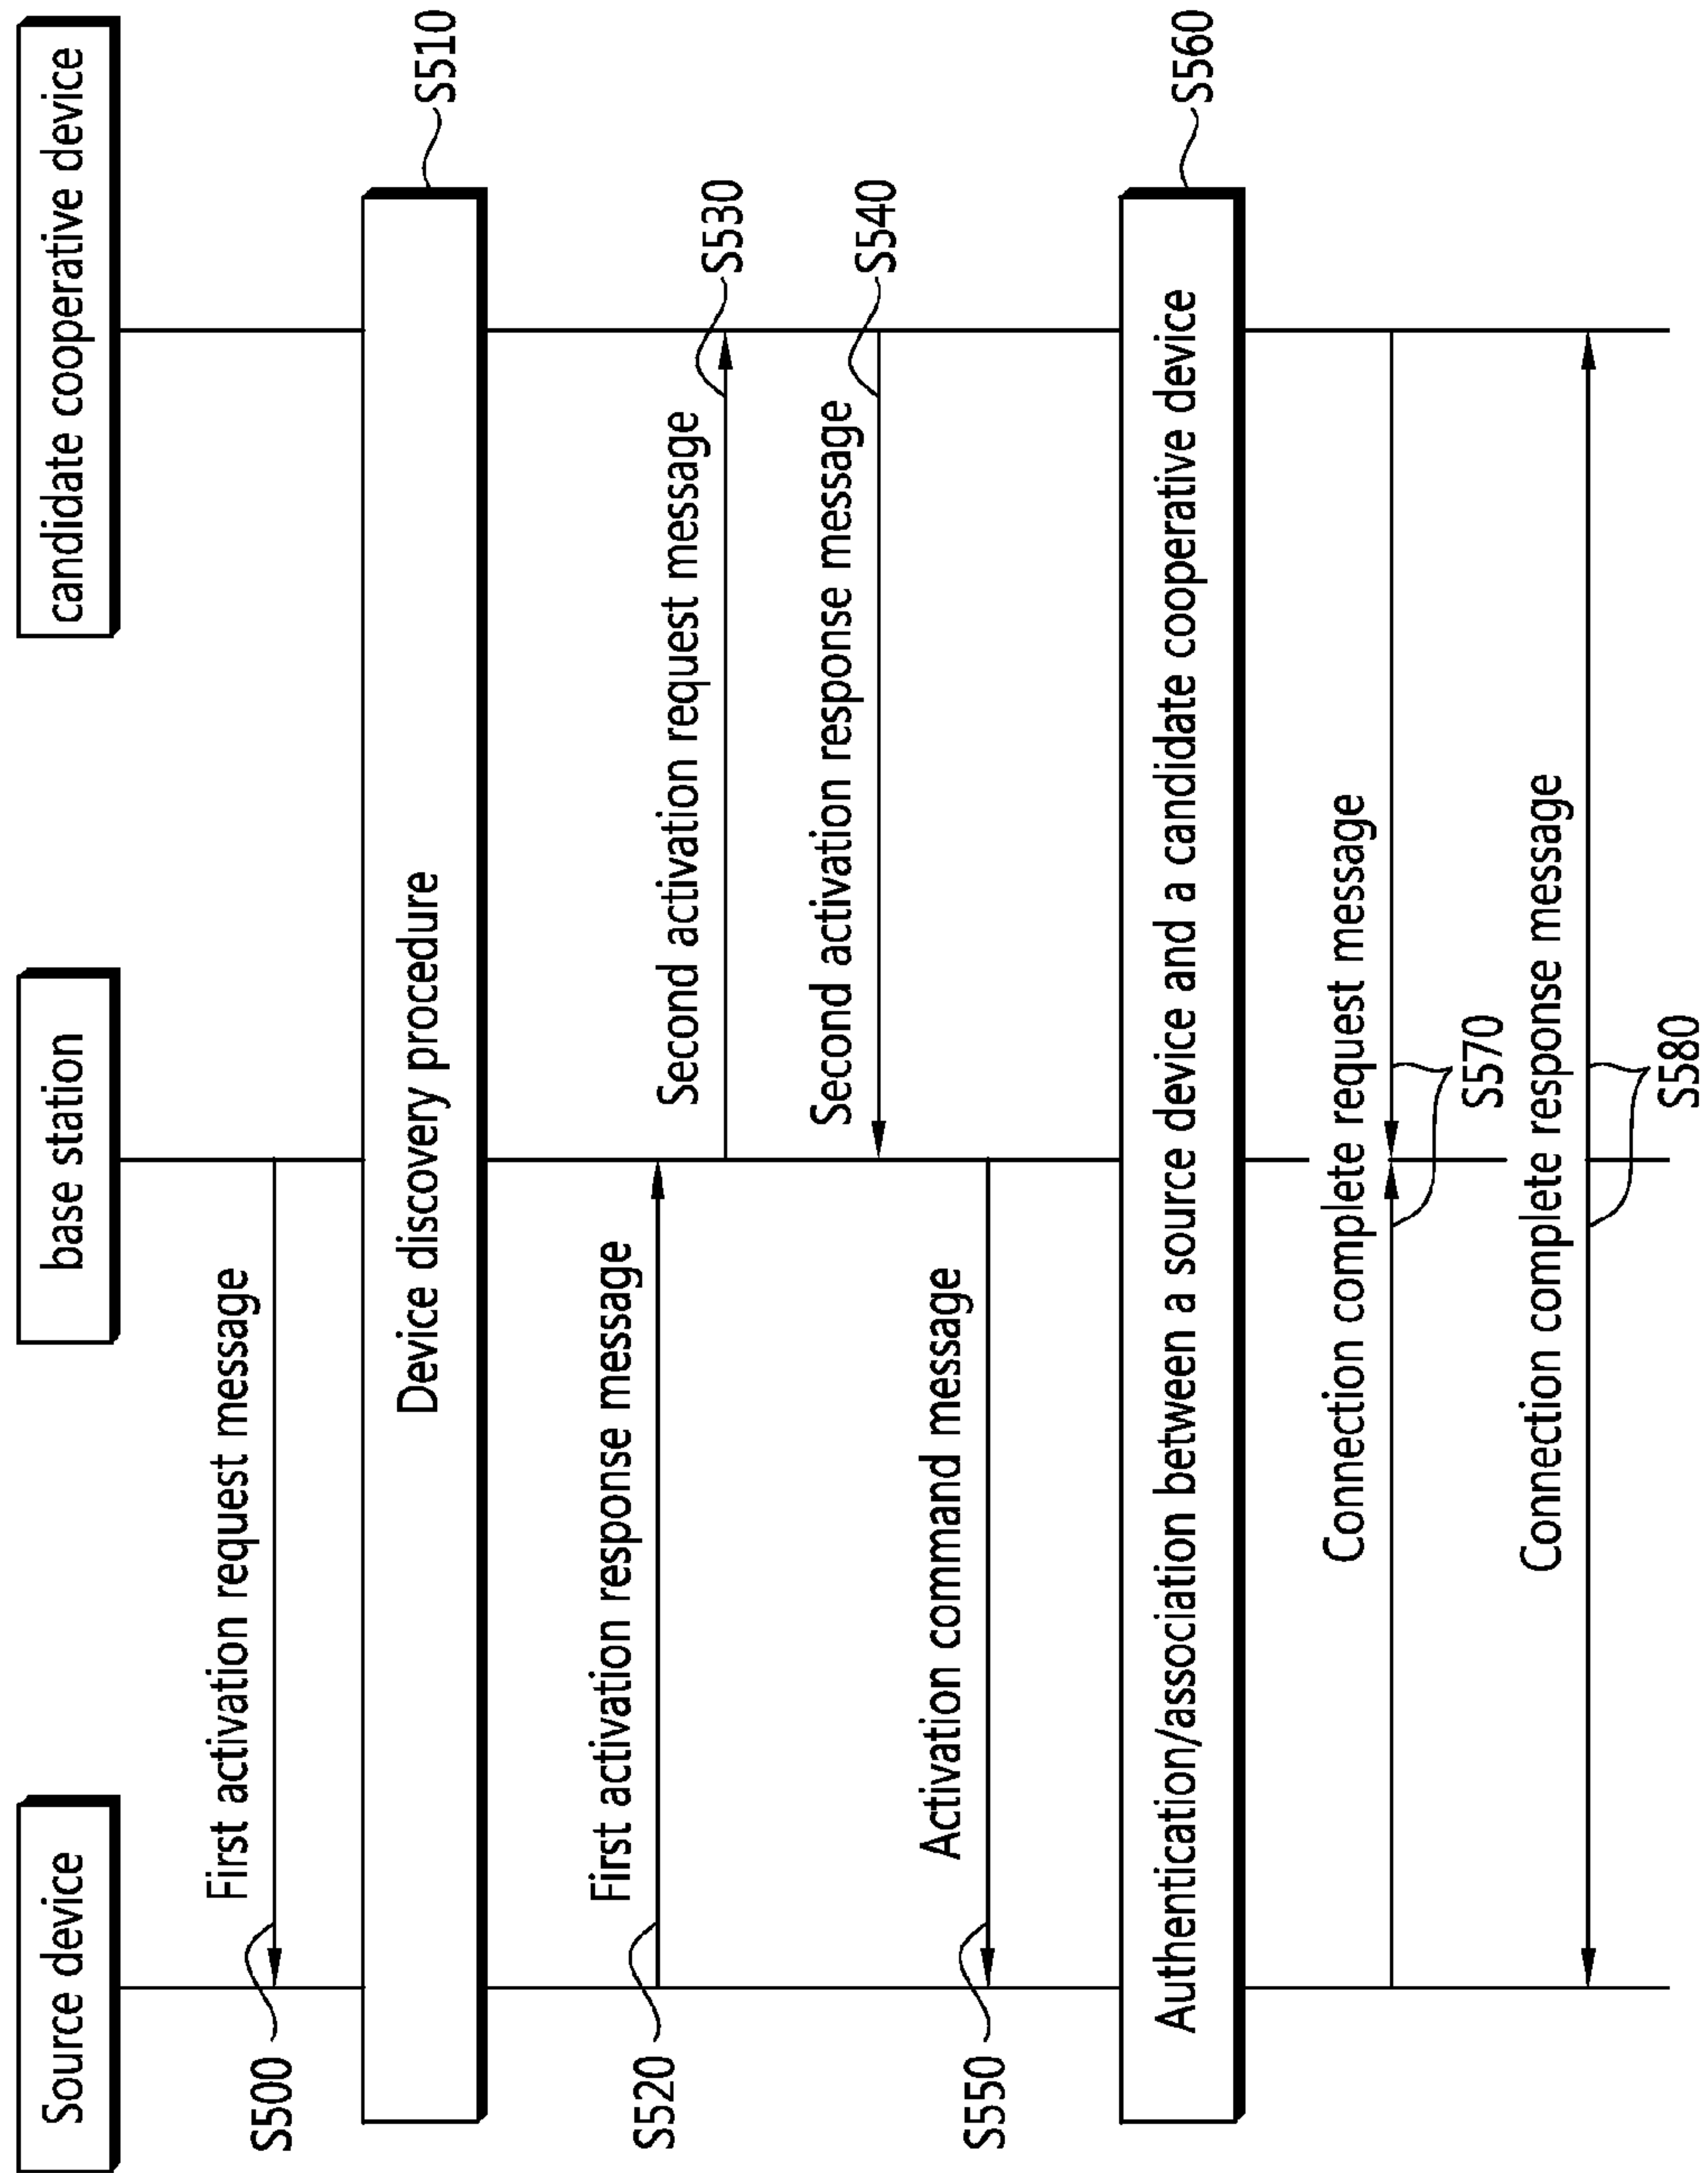 Source device
base station
candidate cooperative device
First activation request message
S500
Device discovery procedure
S510
First activation response message
S520
Second activation request message
S530
Second activation response message
S540
Activation command message
S550
Authentication/association between a source device and a candidate cooperative device
S560
Connection complete request message
S570
Connection complete response message
S580